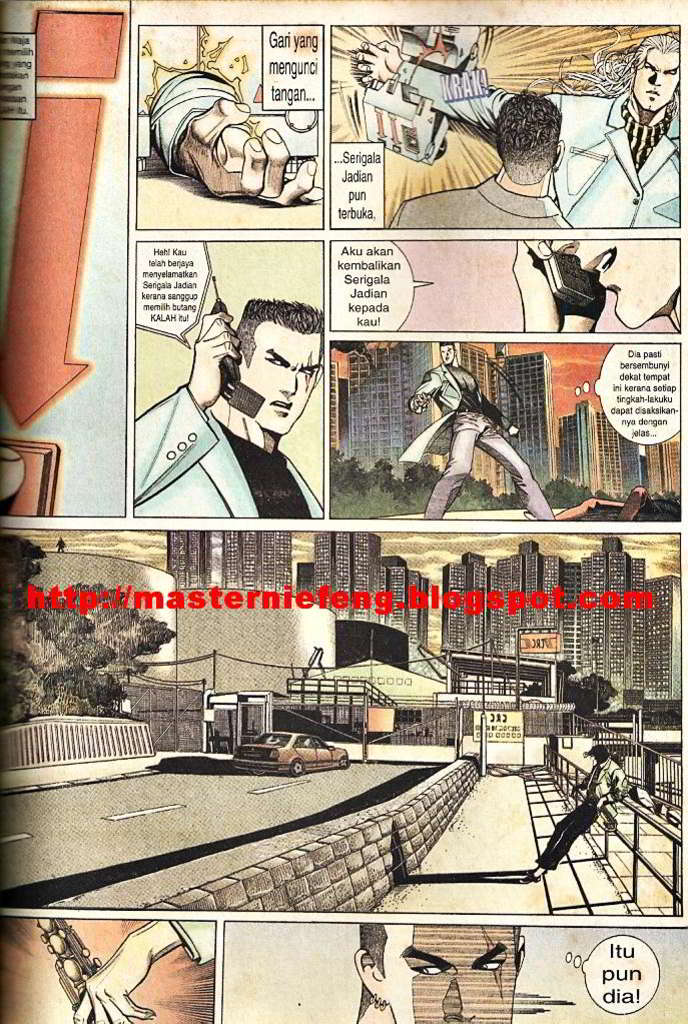 Gari yang
mengunci
tangan...
KRAK!
...Serigala
Jadian
pun
terbuka,
Heh! Kau
telah berjaya
menyelamatkan
Serigala Jadian
kerana sanggup
memilih butang
KALAH itu!
Aku akan
kembalikan
Serigala
Jadian
kepada
kau!
Dia pasti
bersembunyi
dekat tempat
ini kerana setiap
tingkah-lakuku
dapat disaksikan-
nya dengan
jelas...
http://masterniefeng.blogspot.com
Itu
pun
dia!